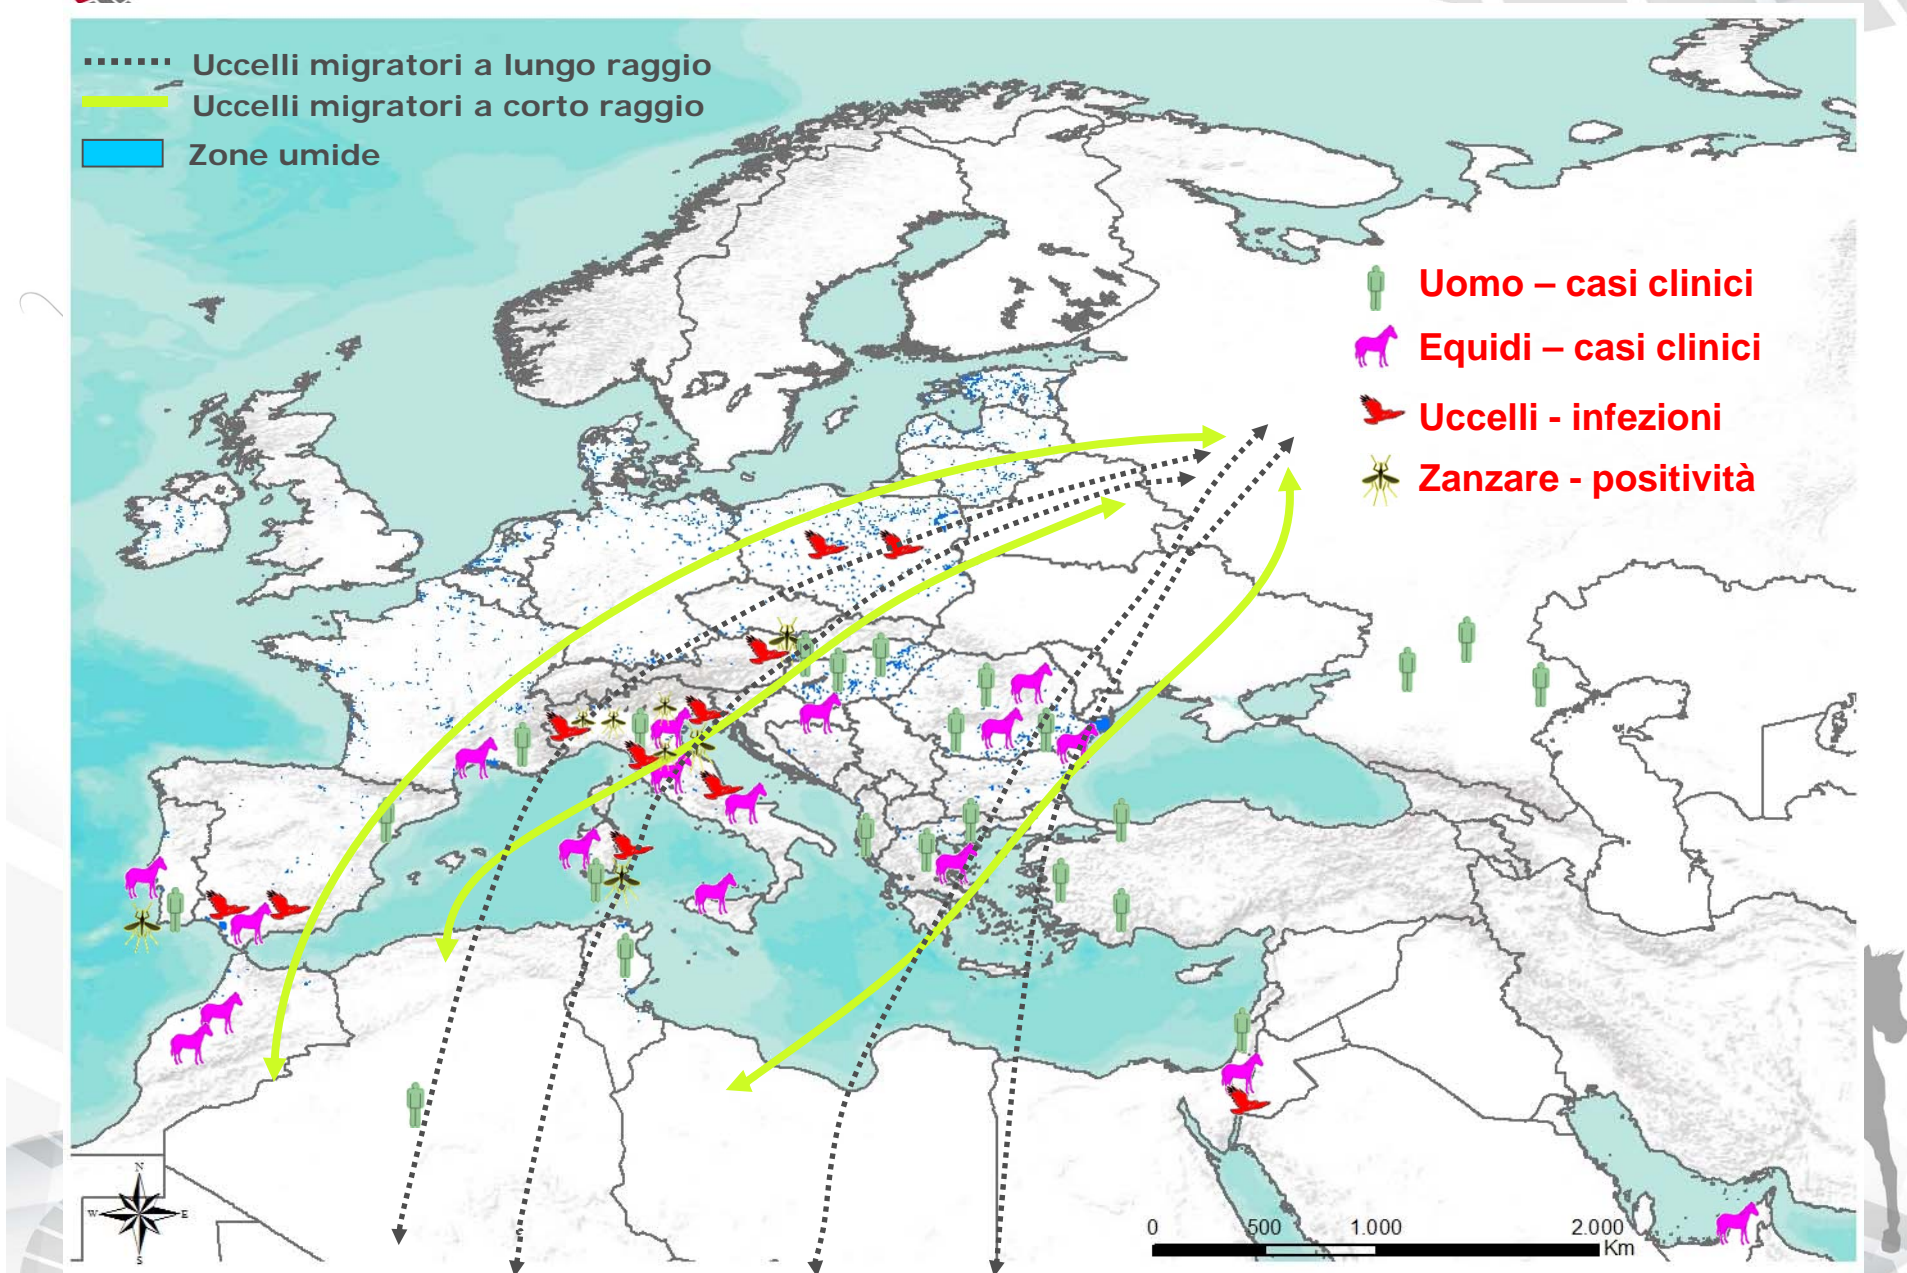 Uccelli migratori a lungo raggio
Uccelli migratori a corto raggio
Zone umide
Uomo – casi clinici
Equidi – casi clinici
Uccelli - infezioni
Zanzare - positività
N
W E
S
0 500 1.000 2.000
Km